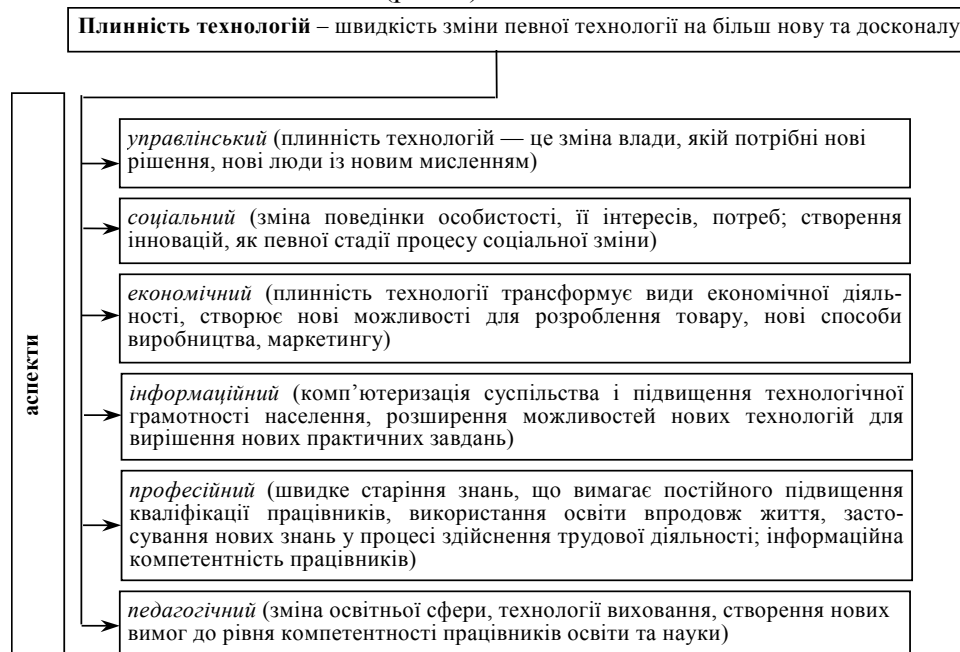 Плинність технологій – швидкість зміни певної технології на більш нову та досконалу
аспекти
управлінський (плинність технологій — це зміна влади, якій потрібні нові
рішення, нові люди із новим мисленням)
соціальний (зміна поведінки особистості, її інтересів, потреб; створення
інновацій, як певної стадії процесу соціальної зміни)
економічний (плинність технології трансформує види економічної діяль-
ності, створює нові можливості для розроблення товару, нові способи
виробництва, маркетингу)
інформаційний (комп’ютеризація суспільства і підвищення технологічної
грамотності населення, розширення можливостей нових технологій для
вирішення нових практичних завдань)
професійний (швидке старіння знань, що вимагає постійного підвищення
кваліфікації працівників, використання освіти впродовж життя, засто-
сування нових знань у процесі здійснення трудової діяльності; інформаційна
компетентність працівників)
педагогічний (зміна освітньої сфери, технології виховання, створення нових
вимог до рівня компетентності працівників освіти та науки)